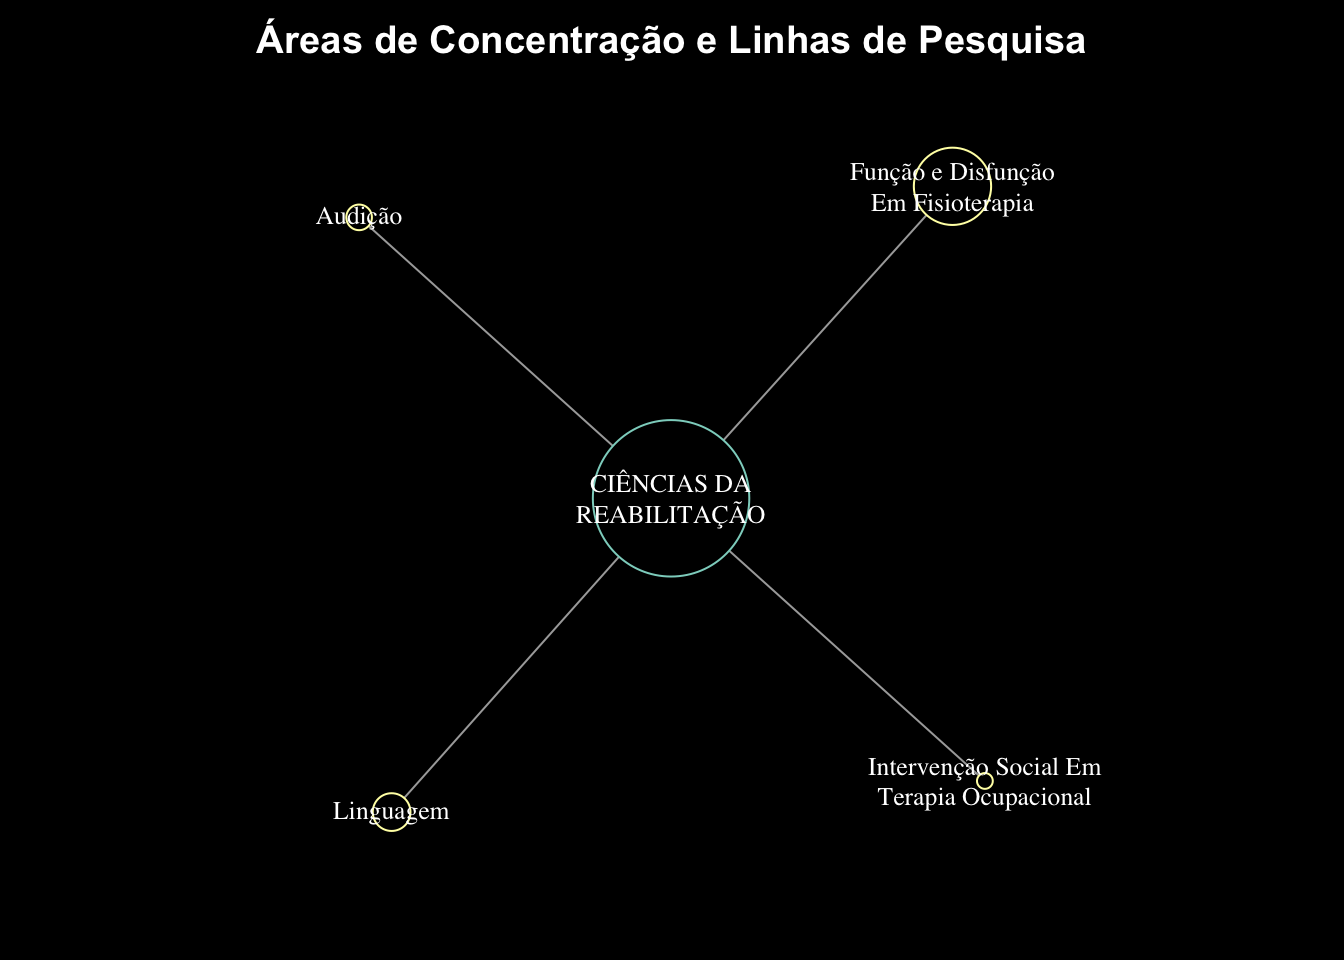 Áreas de Concentração e Linhas de Pesquisa
Função e Disfunção
Em Fisioterapia
Audição
CIÊNCIAS DA
REABILITAÇÃO
Intervenção Social Em
Terapia Ocupacional
Linguagem